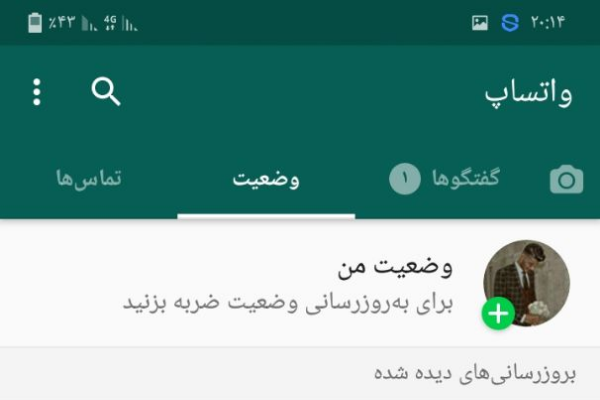 ۲۰:۱۴ 4G ٪۴۳
واتساپ
گفتگوها ۱ وضعیت تماس‌ها
وضعیت من
برای به‌روزرسانی وضعیت ضربه بزنید
بروزرسانی‌های دیده شده